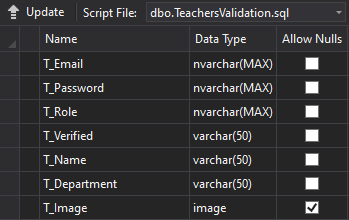 Update Script File: dbo.TeachersValidation.sql
Name Data Type Allow Nulls
T_Email nvarchar(MAX)
T_Password nvarchar(MAX)
T_Role nvarchar(MAX)
T_Verified varchar(50)
T_Name varchar(50)
T_Department varchar(50)
T_Image image